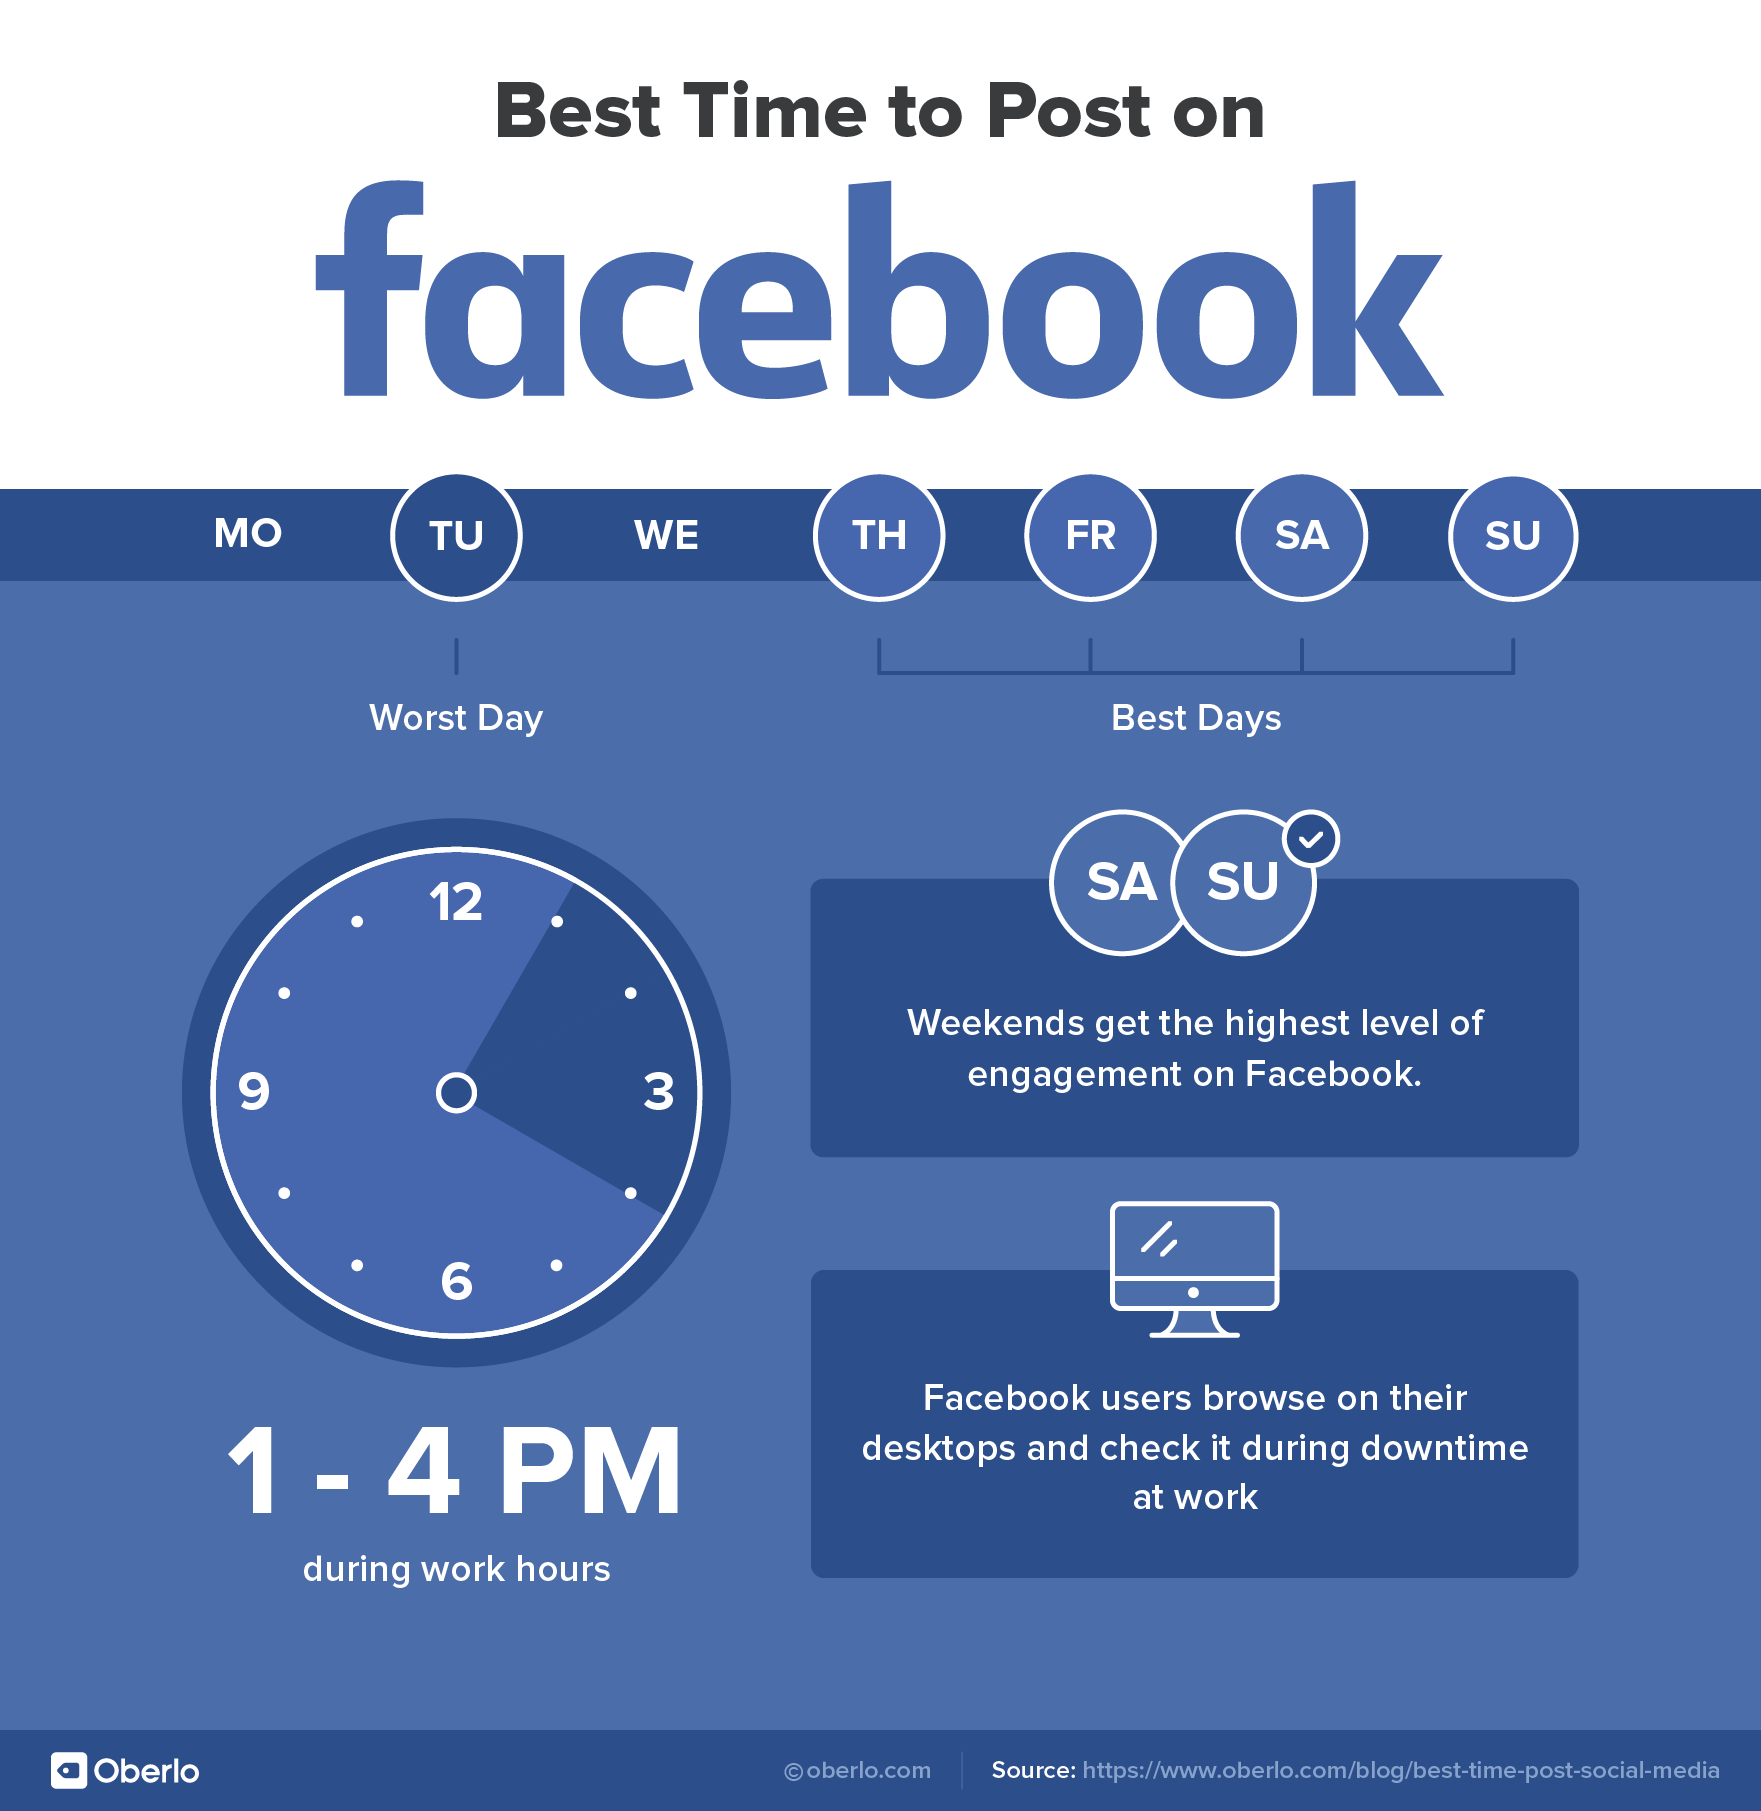 Best Time to Post on
facebook
MO TU WE TH FR SA SU
Worst Day
Best Days
12
3
6
9
1 - 4 PM
during work hours
SA SU
Weekends get the highest level of
engagement on Facebook.
Facebook users browse on their
desktops and check it during downtime
at work
Oberlo
©oberlo.com
Source: https://www.oberlo.com/blog/best-time-post-social-media